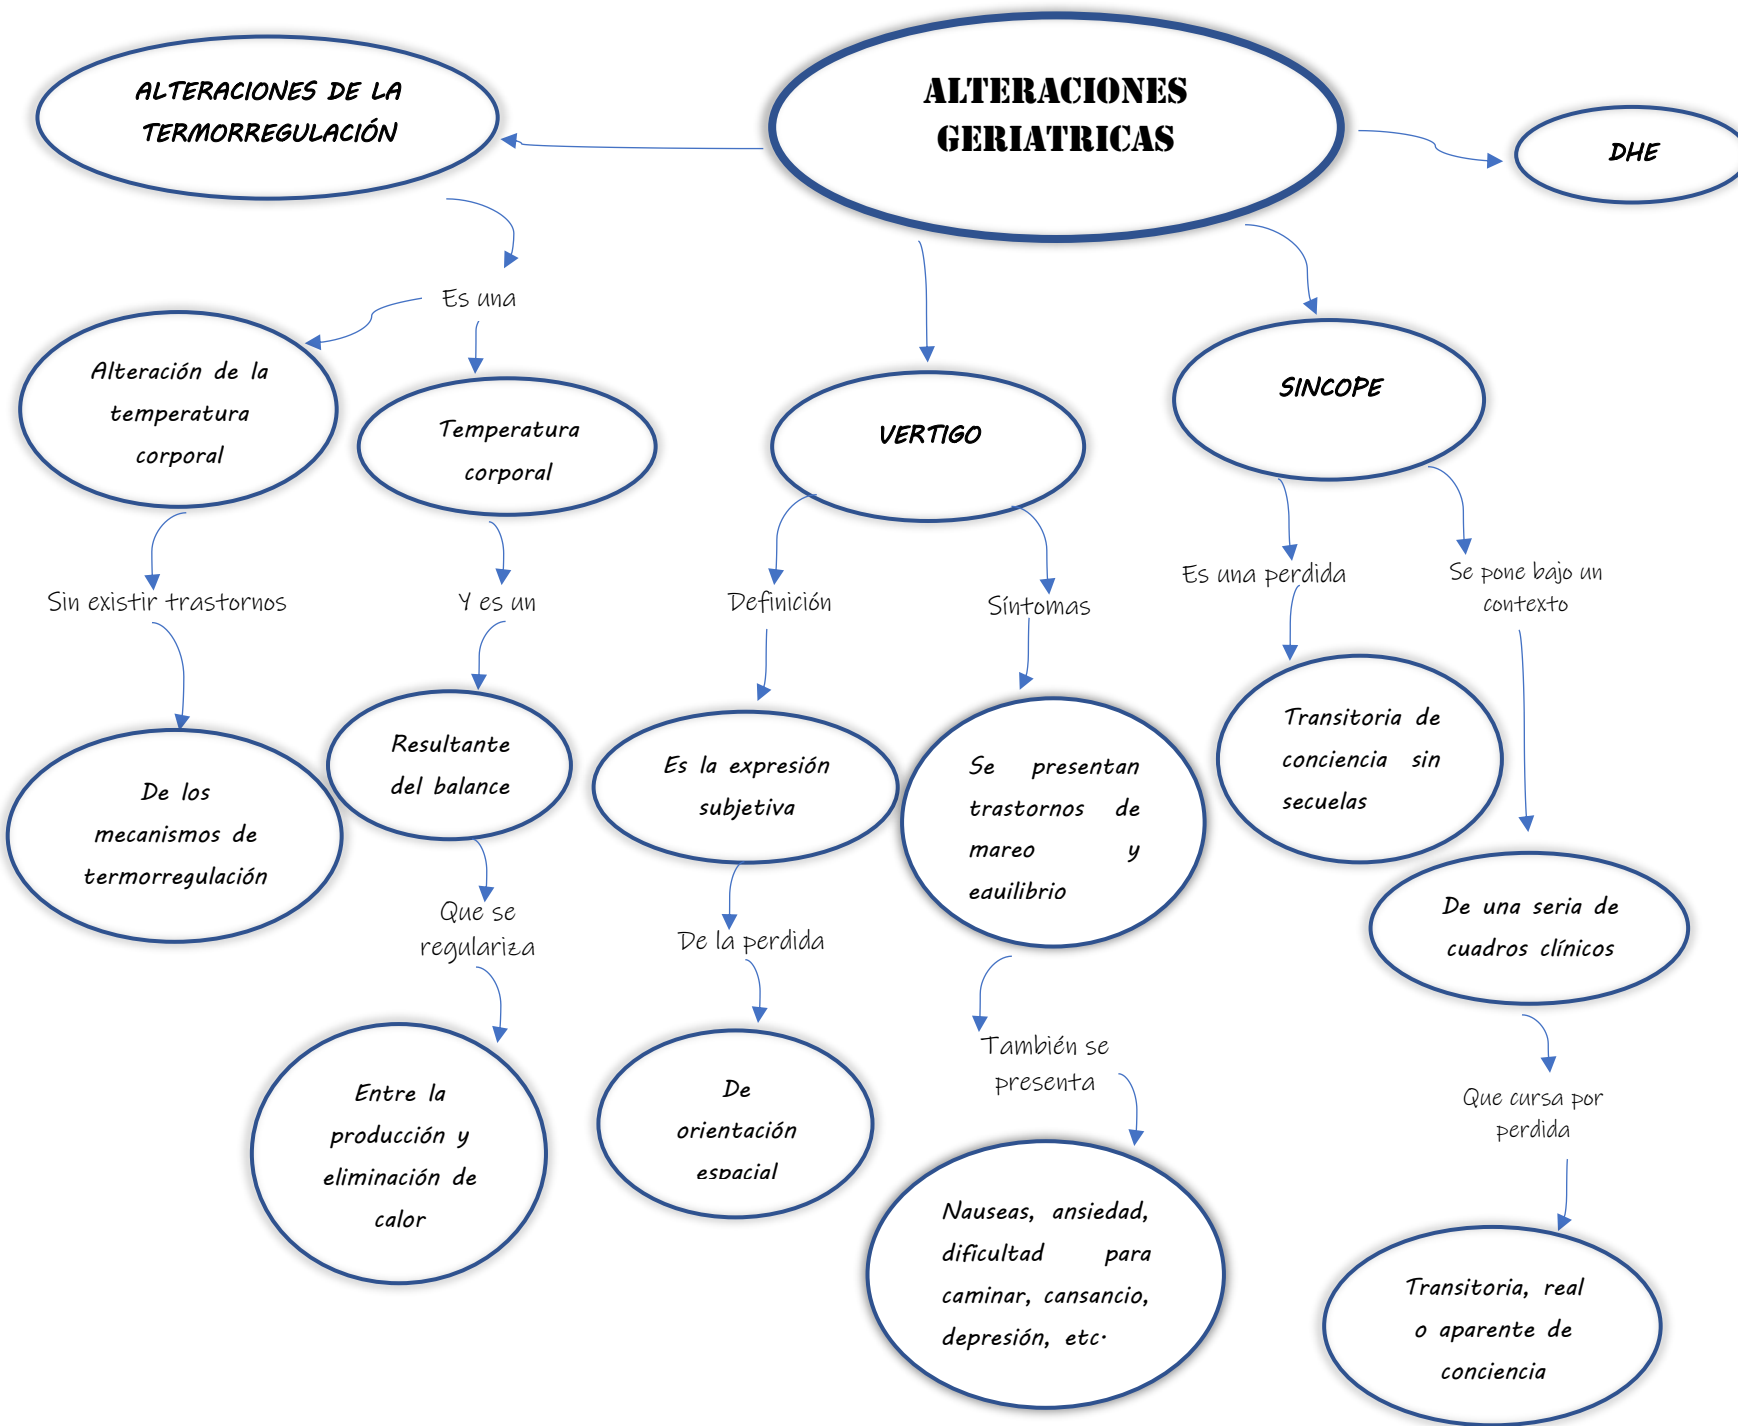 ALTERACIONES DE LA
TERMORREGULACIÓN
ALTERACIONES
GERIATRICAS
DHE
Es una
Alteración de la
temperatura
corporal
Temperatura
corporal
VERTIGO
SINCOPE
Sin existir trastornos
Y es un
Definición
Síntomas
Es una perdida
Se pone bajo un
contexto
De los
mecanismos de
termorregulación
Resultante
del balance
Es la expresión
subjetiva
Se presentan
trastornos de
mareo y
equilibrio
Transitoria de
conciencia sin
secuelas
Que se
regulariza
De la perdida
De una seria de
cuadros clínicos
Entre la
producción y
eliminación de
calor
De
orientación
espacial
También se
presenta
Que cursa por
perdida
Nauseas, ansiedad,
dificultad para
caminar, cansancio,
depresión, etc.
Transitoria, real
o aparente de
conciencia